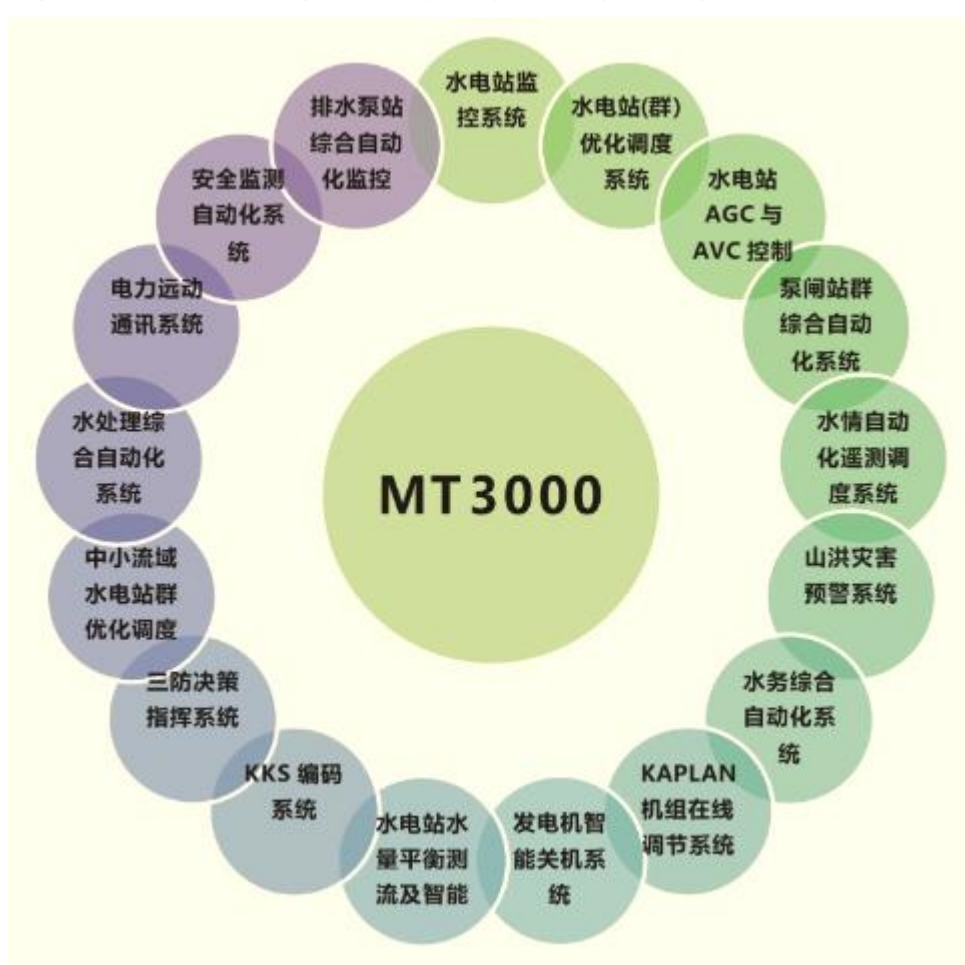 水电站监
控系统
水电站(群)
优化调度
系统
水电站
AGC 与
AVC 控制
泵闸站群
综合自动
化系统
水情自动
化遥测调
度系统
山洪灾害
预警系统
水务综合
自动化系
统
KAPLAN
机组在线
调节系统
发电机智
能关机系
统
水电站水
量平衡测
流及智能
KKS 编码
系统
三防决策
指挥系统
中小流域
水电站群
优化调度
水处理综
合自动化
系统
电力远动
通讯系统
安全监测
自动化系
统
排水泵站
综合自动
化监控
MT3000